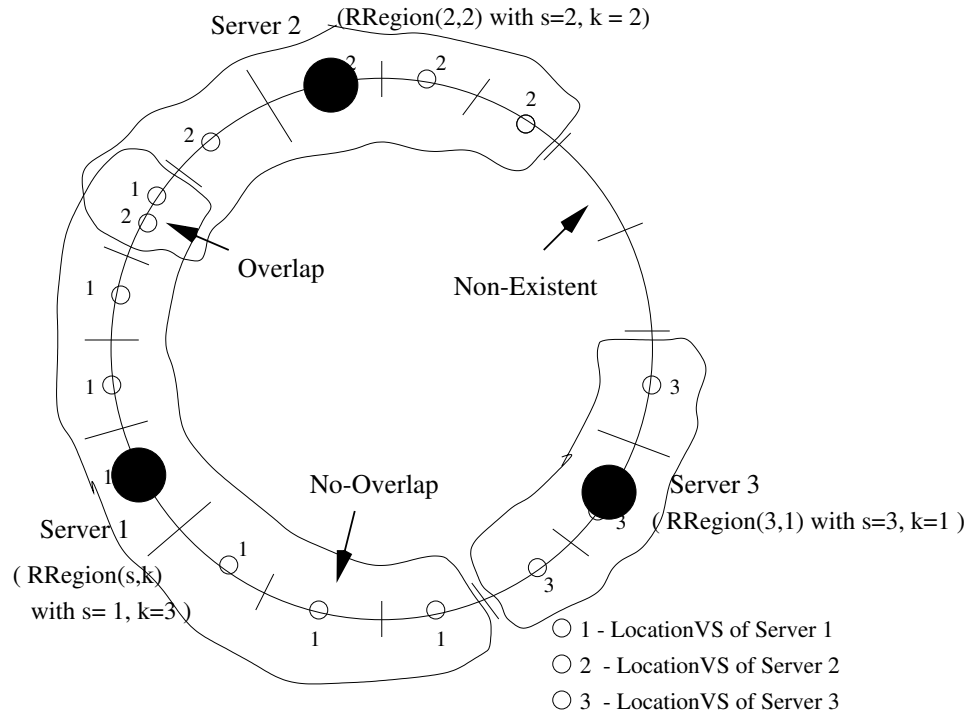 Server 2
(RRegion(2,2) with s=2, k = 2)
2
2
2
2
1
2
Overlap
Non-Existent
1
1
3
1
No-Overlap
Server 3
3
( RRegion(3,1) with s=3, k=1 )
Server 1
1
( RRegion(s,k)
with s= 1, k=3 )
3
1
1
1 - LocationVS of Server 1
2 - LocationVS of Server 2
3 - LocationVS of Server 3